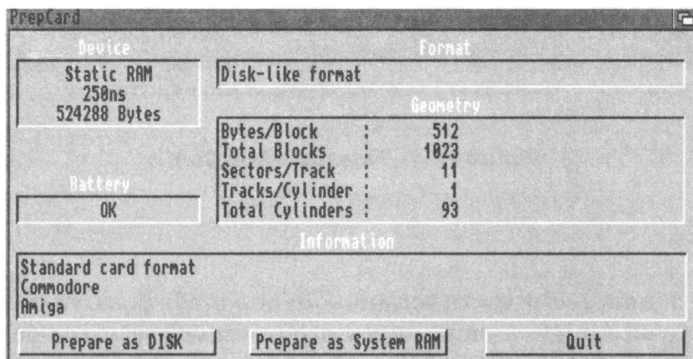 PrepCard
Device
Static RAM
250ns
524288 Bytes
Format
Disk-like format
Geometry
Bytes/Block : 512
Total Blocks : 1023
Sectors/Track : 11
Tracks/Cylinder : 1
Total Cylinders : 93
Battery
OK
Information
Standard card format
Commodore
Amiga
Prepare as DISK
Prepare as System RAM
Quit